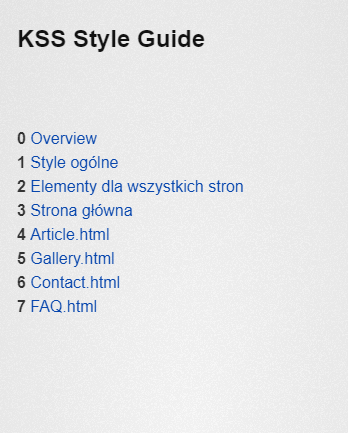 KSS Style Guide
0 Overview
1 Style ogólne
2 Elementy dla wszystkich stron
3 Strona główna
4 Article.html
5 Gallery.html
6 Contact.html
7 FAQ.html